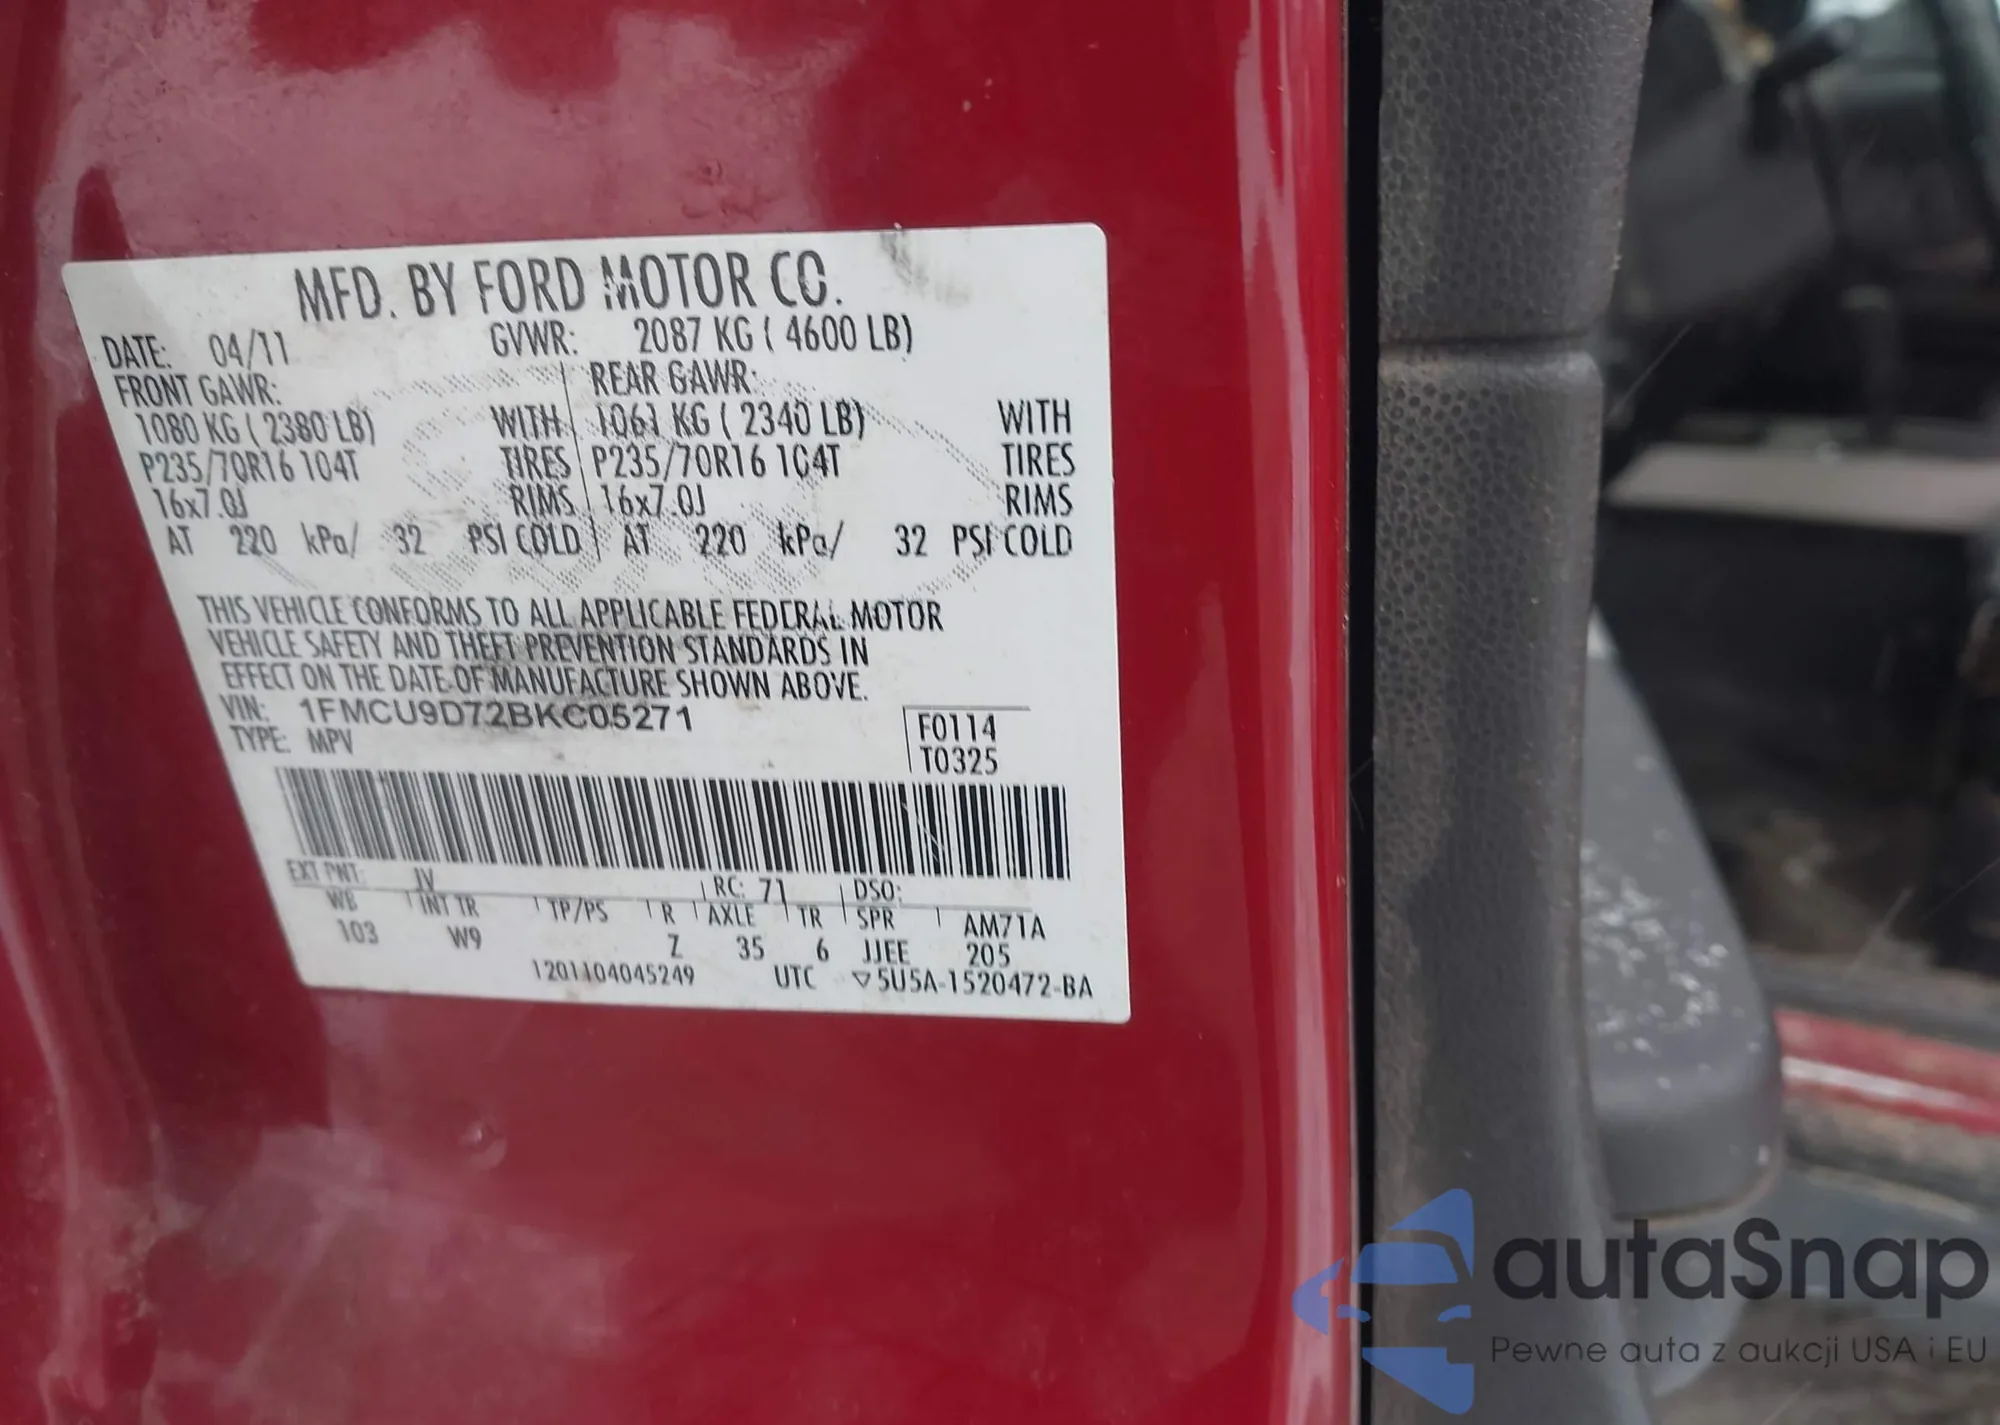 MFD. BY FORD MOTOR CO.
DATE: 04/11 GVWR: 2087 KG ( 4600 LB)
FRONT GAWR: REAR GAWR:
1080 KG ( 2380 LB) WITH 1061 KG ( 2340 LB) WITH
P235/70R16 104T TIRES P235/70R16 104T TIRES
16x7.0J RIMS 16x7.0J RIMS
AT 220 kPa/ 32 PSI COLD AT 220 kPa/ 32 PSI COLD
THIS VEHICLE CONFORMS TO ALL APPLICABLE FEDERAL MOTOR
VEHICLE SAFETY AND THEFT PREVENTION STANDARDS IN
EFFECT ON THE DATE OF MANUFACTURE SHOWN ABOVE.
VIN: 1FMCU9D72BKC05271
TYPE: MPV
F0114
T0325
EXT PNT: JV RC: 71 DSO:
WB INT TR TP/PS R AXLE TR SPR AM71A
103 W9 Z 35 6 JJEE 205
1201104045249 UTC ▽5U5A-1520472-BA
autaSnap
Pewne auta z aukcji USA i EU